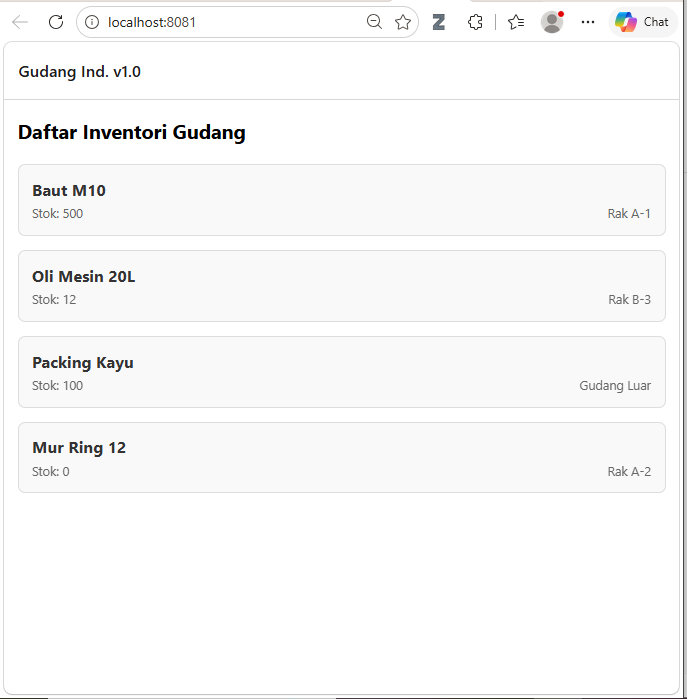 localhost:8081
Chat
Gudang Ind. v1.0
Daftar Inventori Gudang
Baut M10
Stok: 500
Rak A-1
Oli Mesin 20L
Stok: 12
Rak B-3
Packing Kayu
Stok: 100
Gudang Luar
Mur Ring 12
Stok: 0
Rak A-2